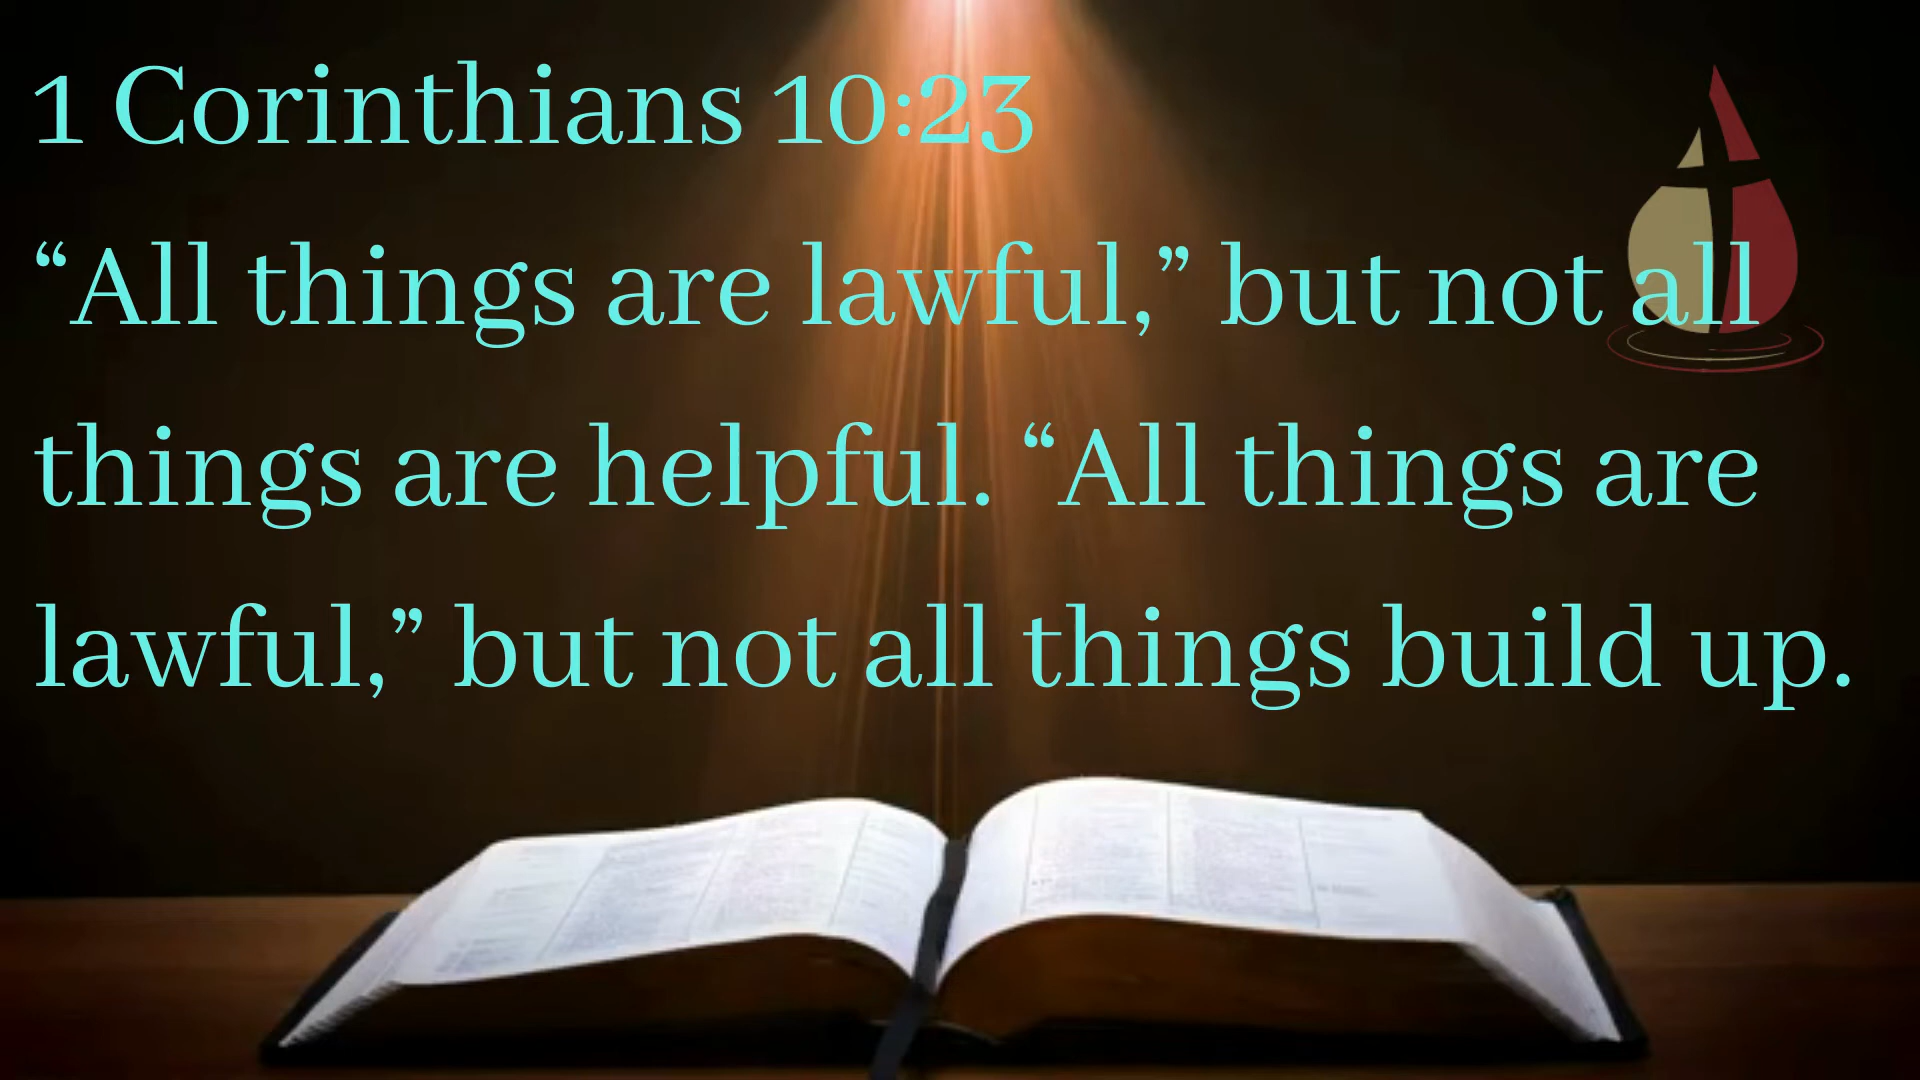 1 Corinthians 10:23
“All things are lawful,” but not all
things are helpful. “All things are
lawful,” but not all things build up.